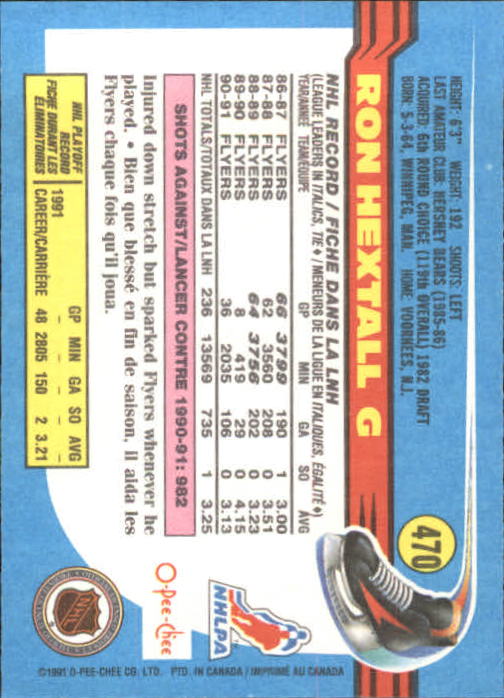 470
RON HEXTALL G
HEIGHT: 6'3" WEIGHT: 192 SHOOTS: LEFT
LAST AMATEUR CLUB: HERSHEY BEARS (1985-86)
ACQUIRED: 6th ROUND CHOICE (119th OVERALL) 1982 DRAFT
BORN: 5-3-64, WINNIPEG, MAN. HOME: VOORHEES, N.J.
NHL RECORD / FICHE DANS LA LNH
(LEAGUE LEADERS IN ITALICS, TIE ♦ / MENEURS DE LA LIGUE EN ITALIQUES, ÉGALITÉ ♦)
YEAR/ANNÉE TEAM/ÉQUIPE GP MIN GA SO AVG
86-87 FLYERS 66 3799 190 1 3.00
87-88 FLYERS 62 3560 208 0 3.51
88-89 FLYERS 64 3756 202 0 3.23
89-90 FLYERS 8 419 29 0 4.15
90-91 FLYERS 36 2035 106 0 3.13
NHL TOTALS/TOTAUX DANS LA LNH 236 13569 735 1 3.25
SHOTS AGAINST/LANCER CONTRE 1990-91: 982
Injured down stretch but sparked Flyers whenever he
played. • Bien que blessé en fin de saison, il aida les
Flyers chaque fois qu'il joua.
NHL PLAYOFF
RECORD
FICHE DURANT LES
ÉLIMINATOIRES
GP MIN GA SO AVG
1991 - - - - -
CAREER/CARRIÈRE 48 2805 150 2 3.21
NHLPA
O-Pee-Chee
NHL
©1991 O-PEE-CHEE CO. LTD. PTD. IN CANADA / IMPRIMÉ AU CANADA